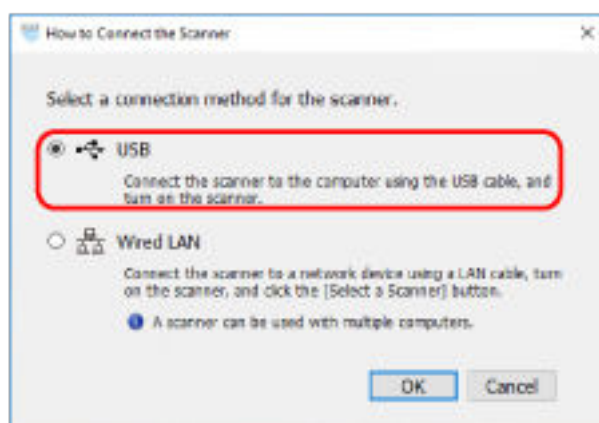 How to Connect the Scanner
Select a connection method for the scanner.
USB
Connect the scanner to the computer using the USB cable, and
turn on the scanner.
Wired LAN
Connect the scanner to a network device using a LAN cable, turn
on the scanner, and click the [Select a Scanner] button.
A scanner can be used with multiple computers.
OK
Cancel